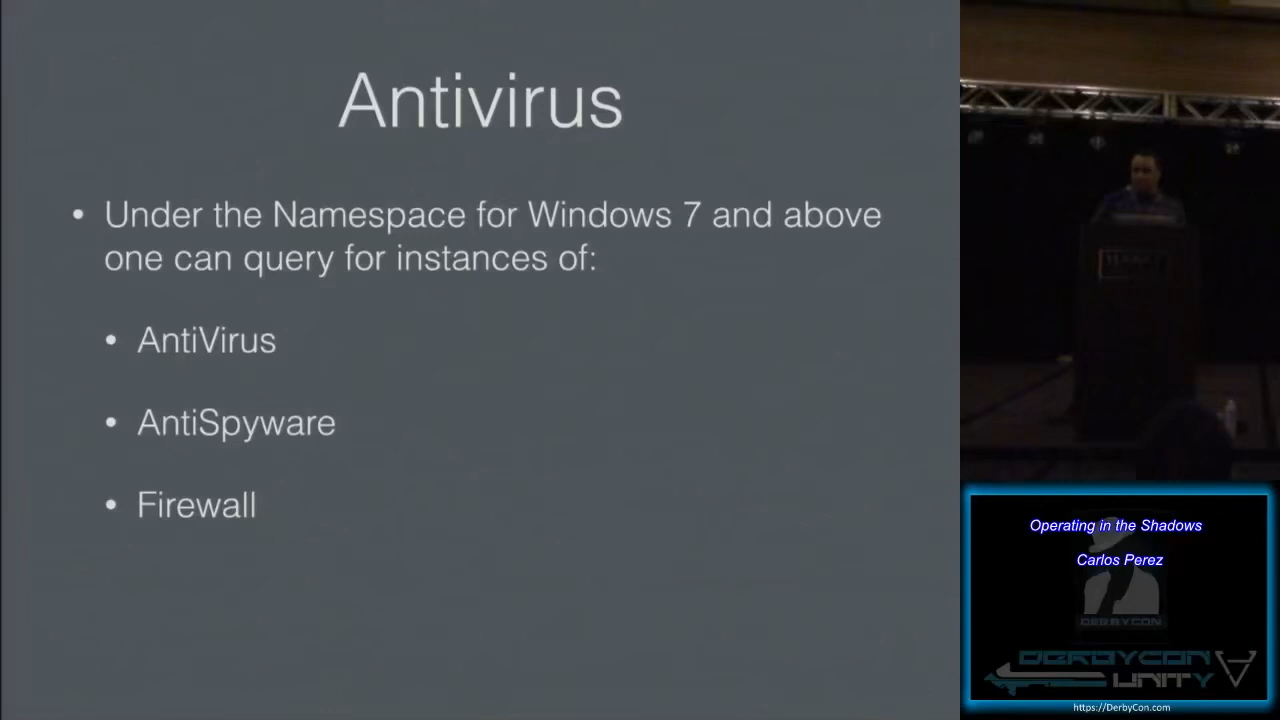 Antivirus
• Under the Namespace for Windows 7 and above
one can query for instances of:
• AntiVirus
• AntiSpyware
• Firewall
Operating in the Shadows
Carlos Perez
DERBYCON
DERBYCON
UNITY
https://DerbyCon.com